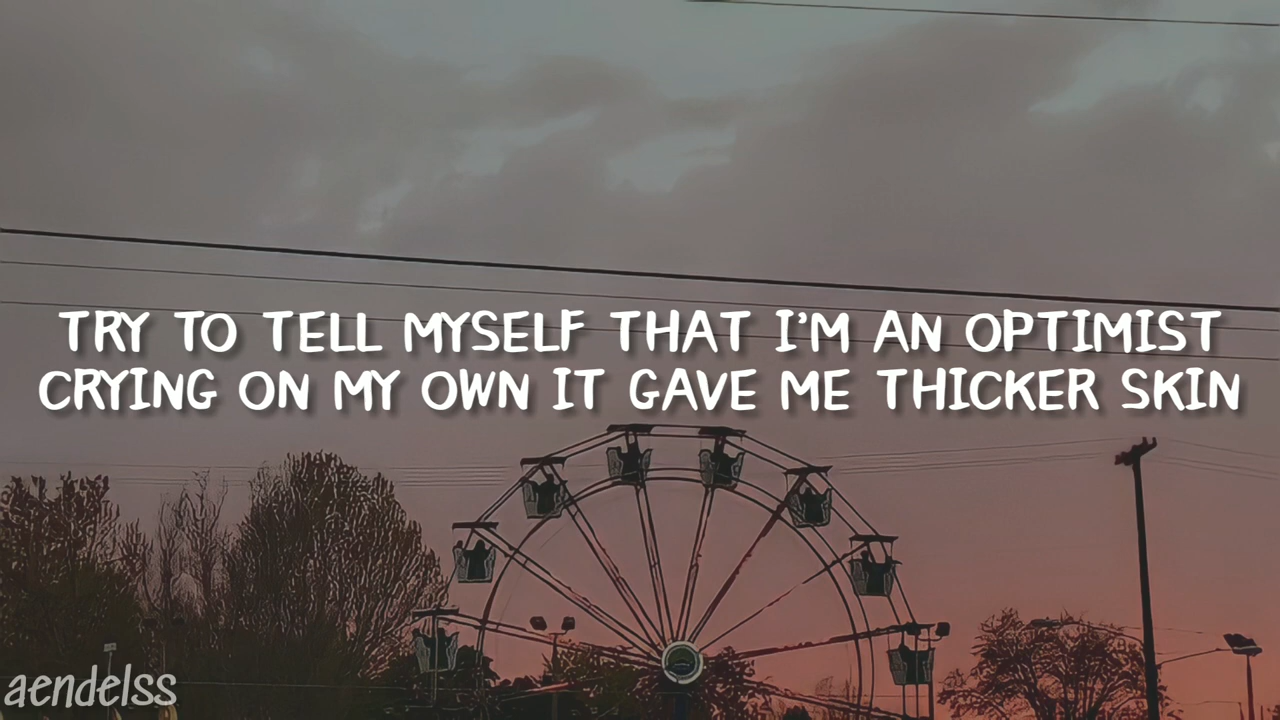 TRY TO TELL MYSELF THAT I'M AN OPTIMIST
CRYING ON MY OWN IT GAVE ME THICKER SKIN
aendelss